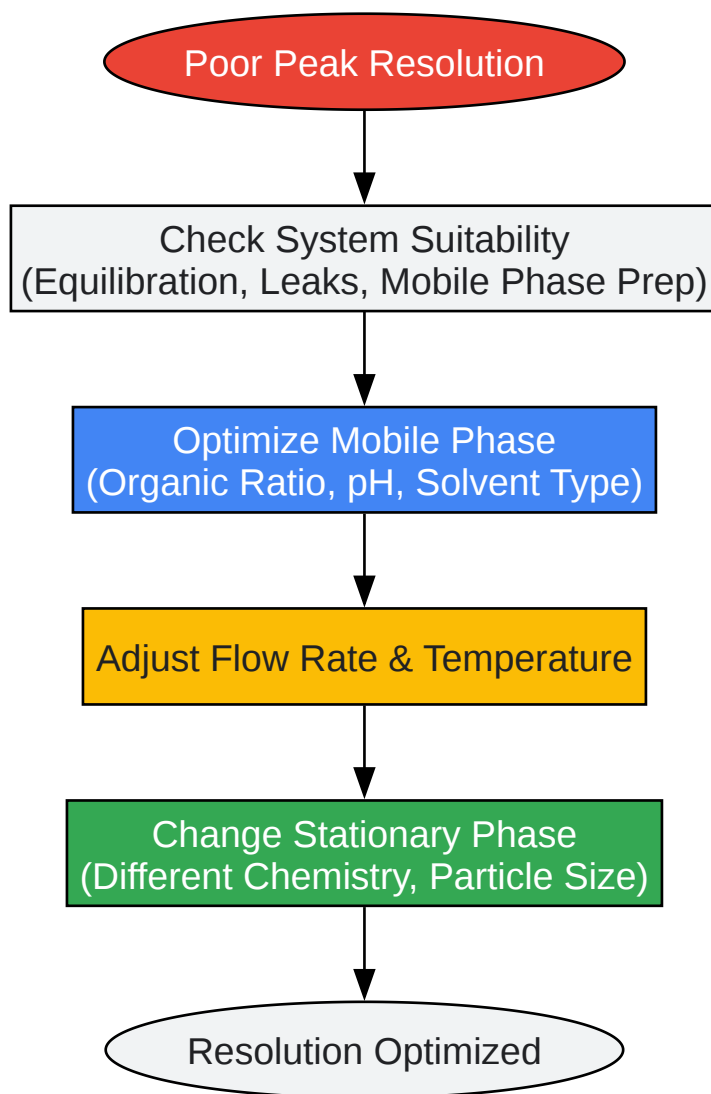 Poor Peak Resolution
Check System Suitability
(Equilibration, Leaks, Mobile Phase Prep)
Optimize Mobile Phase
(Organic Ratio, pH, Solvent Type)
Adjust Flow Rate & Temperature
Change Stationary Phase
(Different Chemistry, Particle Size)
Resolution Optimized